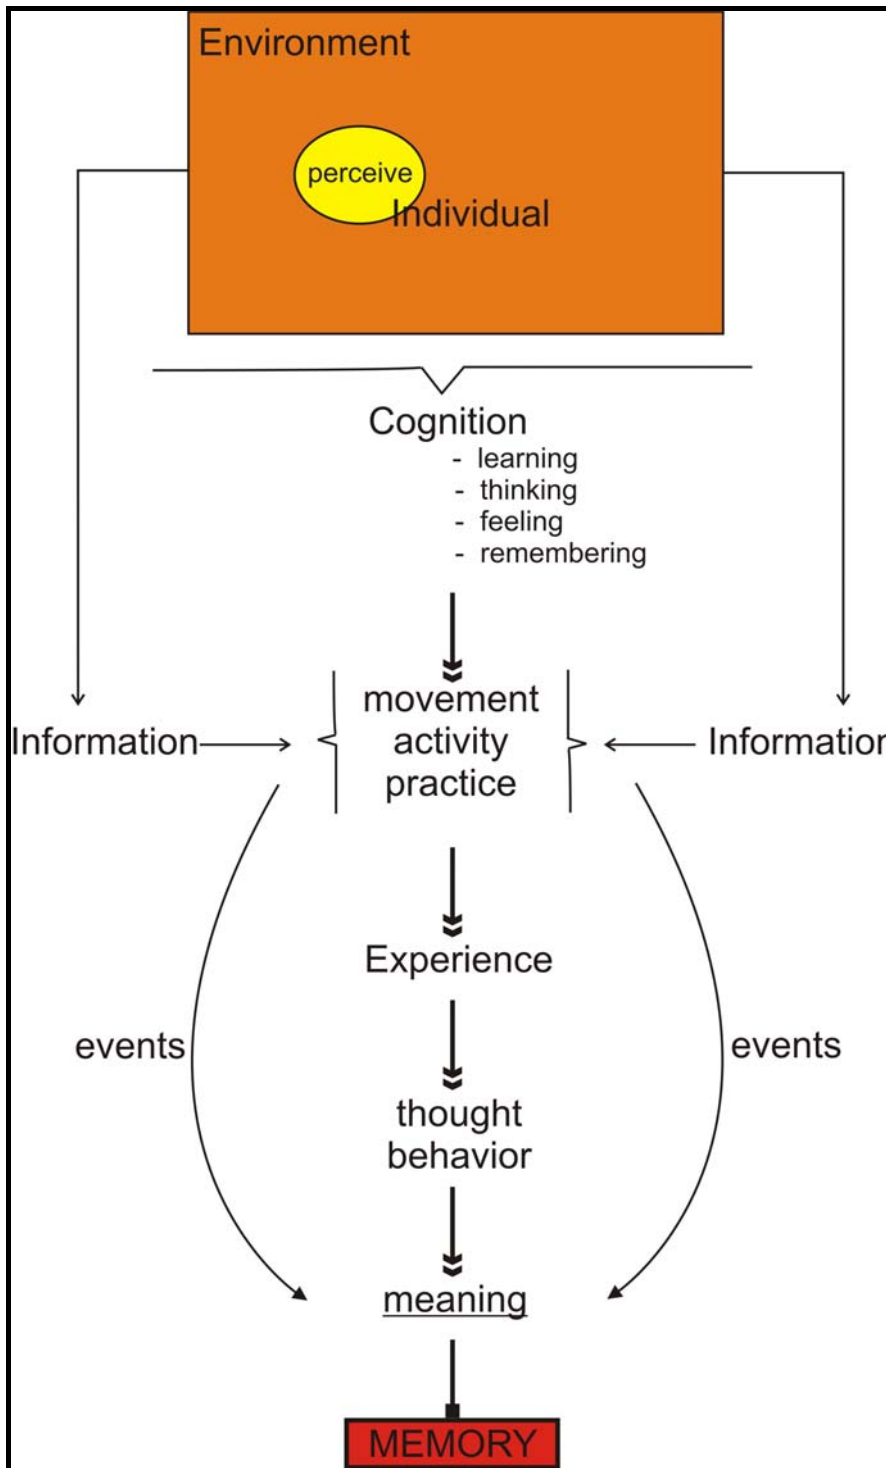 Environment
perceive
Individual
Cognition
- learning
- thinking
- feeling
- remembering
movement
activity
practice
Information
Information
Experience
events
events
thought
behavior
meaning
MEMORY